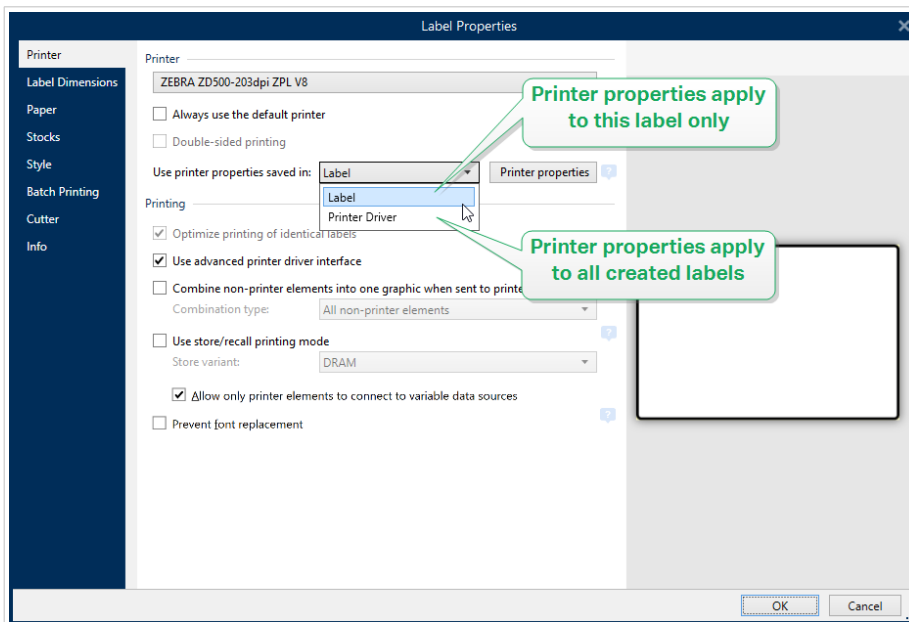 Label Properties
Printer
Label Dimensions
Paper
Stocks
Style
Batch Printing
Cutter
Info
Printer
ZEBRA ZD500-203dpi ZPL V8
Always use the default printer
Double-sided printing
Use printer properties saved in:
Label
Printer properties
?
Label
Printer Driver
Printer properties apply
to this label only
Printer properties apply
to all created labels
Printing
Optimize printing of identical labels
Use advanced printer driver interface
Combine non-printer elements into one graphic when sent to printe
Combination type:
All non-printer elements
?
Use store/recall printing mode
Store variant:
DRAM
Allow only printer elements to connect to variable data sources
?
Prevent font replacement
OK
Cancel